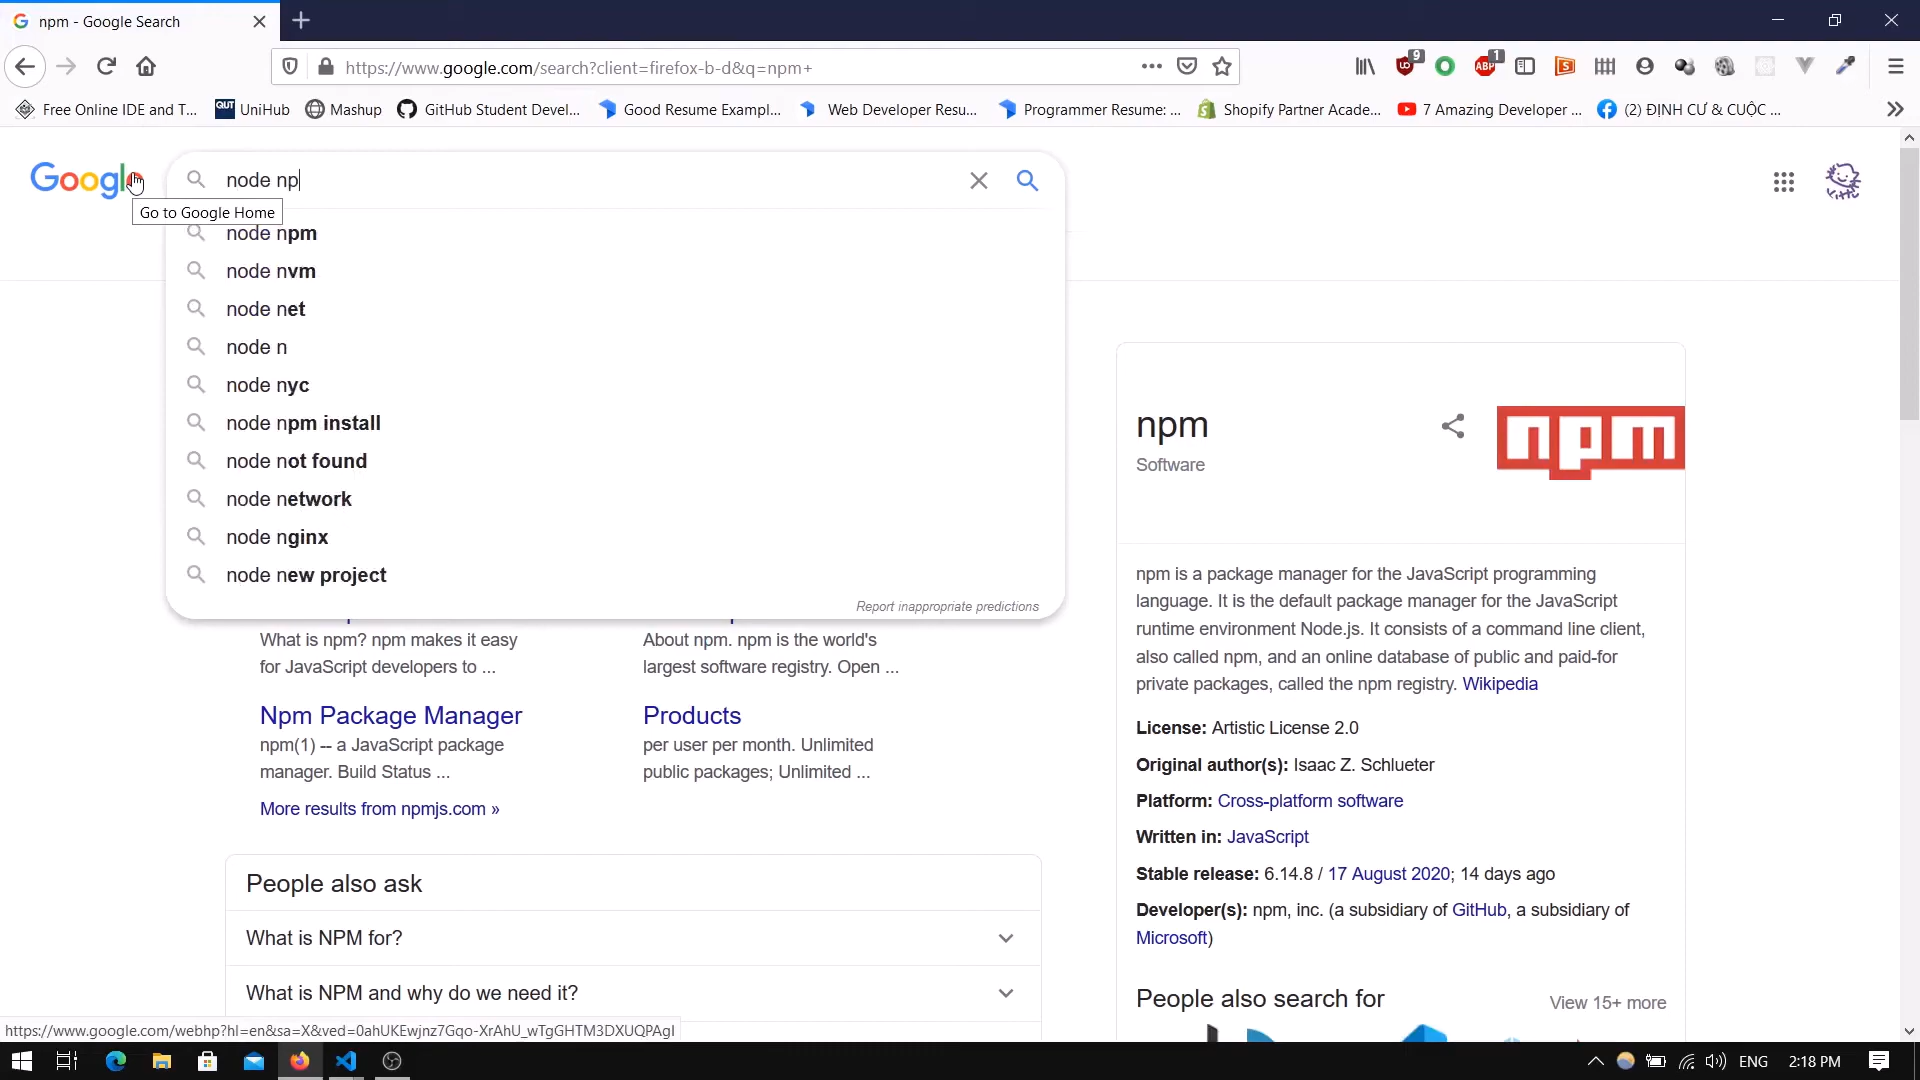 npm - Google Search
https://www.google.com/search?client=firefox-b-d&q=npm+
9
ABP
1
Free Online IDE and T...
QUT
UniHub
Mashup
GitHub Student Devel...
Good Resume Exampl...
Web Developer Resu...
Programmer Resume: ...
Shopify Partner Acade...
7 Amazing Developer ...
(2) ĐỊNH CƯ & CUỘC ...
Google
node np
Go to Google Home
node npm
node nvm
node net
node n
node nyc
node npm install
node not found
node network
node nginx
node new project
Report inappropriate predictions
What is npm? npm makes it easy
for JavaScript developers to ...
About npm. npm is the world's
largest software registry. Open ...
Npm Package Manager
npm(1) -- a JavaScript package
manager. Build Status ...
Products
per user per month. Unlimited
public packages; Unlimited ...
More results from npmjs.com »
People also ask
What is NPM for?
What is NPM and why do we need it?
npm
Software
npm
npm is a package manager for the JavaScript programming
language. It is the default package manager for the JavaScript
runtime environment Node.js. It consists of a command line client,
also called npm, and an online database of public and paid-for
private packages, called the npm registry. Wikipedia
License: Artistic License 2.0
Original author(s): Isaac Z. Schlueter
Platform: Cross-platform software
Written in: JavaScript
Stable release: 6.14.8 / 17 August 2020; 14 days ago
Developer(s): npm, inc. (a subsidiary of GitHub, a subsidiary of
Microsoft)
People also search for
View 15+ more
https://www.google.com/webhp?hl=en&sa=X&ved=0ahUKEwjnz7Gqo-XrAhU_wTgGHTM3DXUQPAgI
ENG
2:18 PM